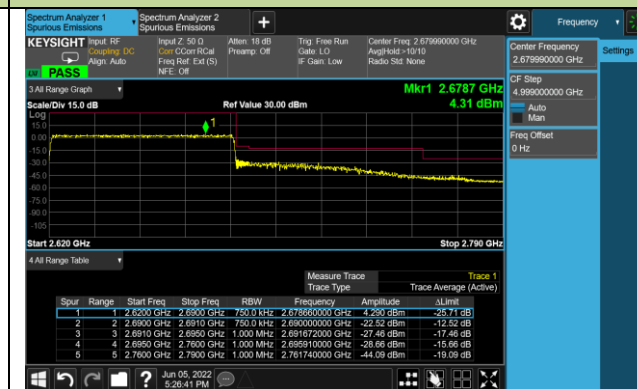 Spectrum Analyzer 1
Spurious Emissions
Spectrum Analyzer 2
Spurious Emissions
+
Frequency
KEYSIGHT
Input: RF
Coupling: DC
Align: Auto
Input Z: 50 Ω
Corr CCorr RCal
Freq Ref: Ext (S)
NFE: Off
Atten: 18 dB
Preamp: Off
Trig: Free Run
Gate: LO
IF Gain: Low
Center Freq: 2.679990000 GHz
Avg|Hold:>10/10
Radio Std: None
PASS
Center Frequency
2.679990000 GHz
Settings
CF Step
4.999000000 GHz
Auto
Man
Freq Offset
0 Hz
3 All Range Graph
Mkr1 2.6787 GHz
4.31 dBm
Scale/Div 15.0 dB
Ref Value 30.00 dBm
Log
15.0
0.00
-15.0
-30.0
-45.0
-60.0
-75.0
-90.0
-105
1
Start 2.620 GHz
Stop 2.790 GHz
4 All Range Table
Measure Trace Trace 1
Trace Type Trace Average (Active)
Spur Range Start Freq Stop Freq RBW Frequency Amplitude ΔLimit
1 1 2.6200 GHz 2.6900 GHz 750.0 kHz 2.678660000 GHz 4.290 dBm -25.71 dB
2 2 2.6900 GHz 2.6910 GHz 750.0 kHz 2.690000000 GHz -22.52 dBm -12.52 dB
3 3 2.6910 GHz 2.6950 GHz 1.000 MHz 2.691672000 GHz -27.46 dBm -17.46 dB
4 4 2.6950 GHz 2.7600 GHz 1.000 MHz 2.695910000 GHz -28.66 dBm -15.66 dB
5 5 2.7600 GHz 2.7900 GHz 1.000 MHz 2.761740000 GHz -44.09 dBm -19.09 dB
?
Jun 05, 2022
5:26:41 PM